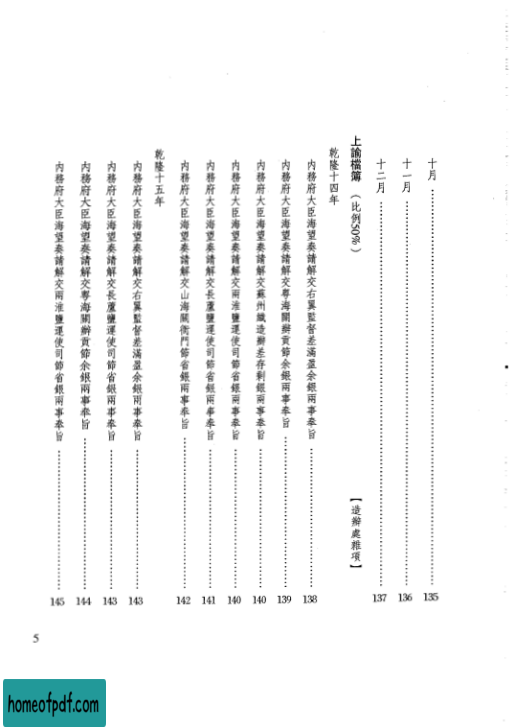 十月 135
十一月 136
十二月 137
上諭檔簿（比例50%） 【造辦處雜項】
乾隆十四年
內務府大臣海望奏請解交右翼監督差滿盈余銀兩事奉旨 138
內務府大臣海望奏請解交粵海關辦貢節余銀兩事奉旨 139
內務府大臣海望奏請解交蘇州織造辦差存剩銀兩事奉旨 140
內務府大臣海望奏請解交兩淮鹽運使司節省銀兩事奉旨 140
內務府大臣海望奏請解交長蘆鹽運使司節省銀兩事奉旨 141
內務府大臣海望奏請解交山海關衙門節省銀兩事奉旨 142
乾隆十五年
內務府大臣海望奏請解交右翼監督差滿盈余銀兩事奉旨 143
內務府大臣海望奏請解交長蘆鹽運使司節省銀兩事奉旨 143
內務府大臣海望奏請解交粵海關辦貢節余銀兩事奉旨 144
內務府大臣海望奏請解交兩淮鹽運使司節省銀兩事奉旨 145
5
homeofpdf.com